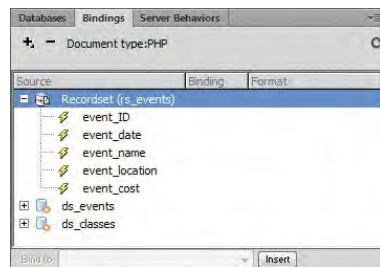 Databases Bindings Server Behaviors
Document type:PHP
Source Binding Format
Recordset (rs_events)
event_ID
event_date
event_name
event_location
event_cost
ds_events
ds_classes
Bind to: Insert